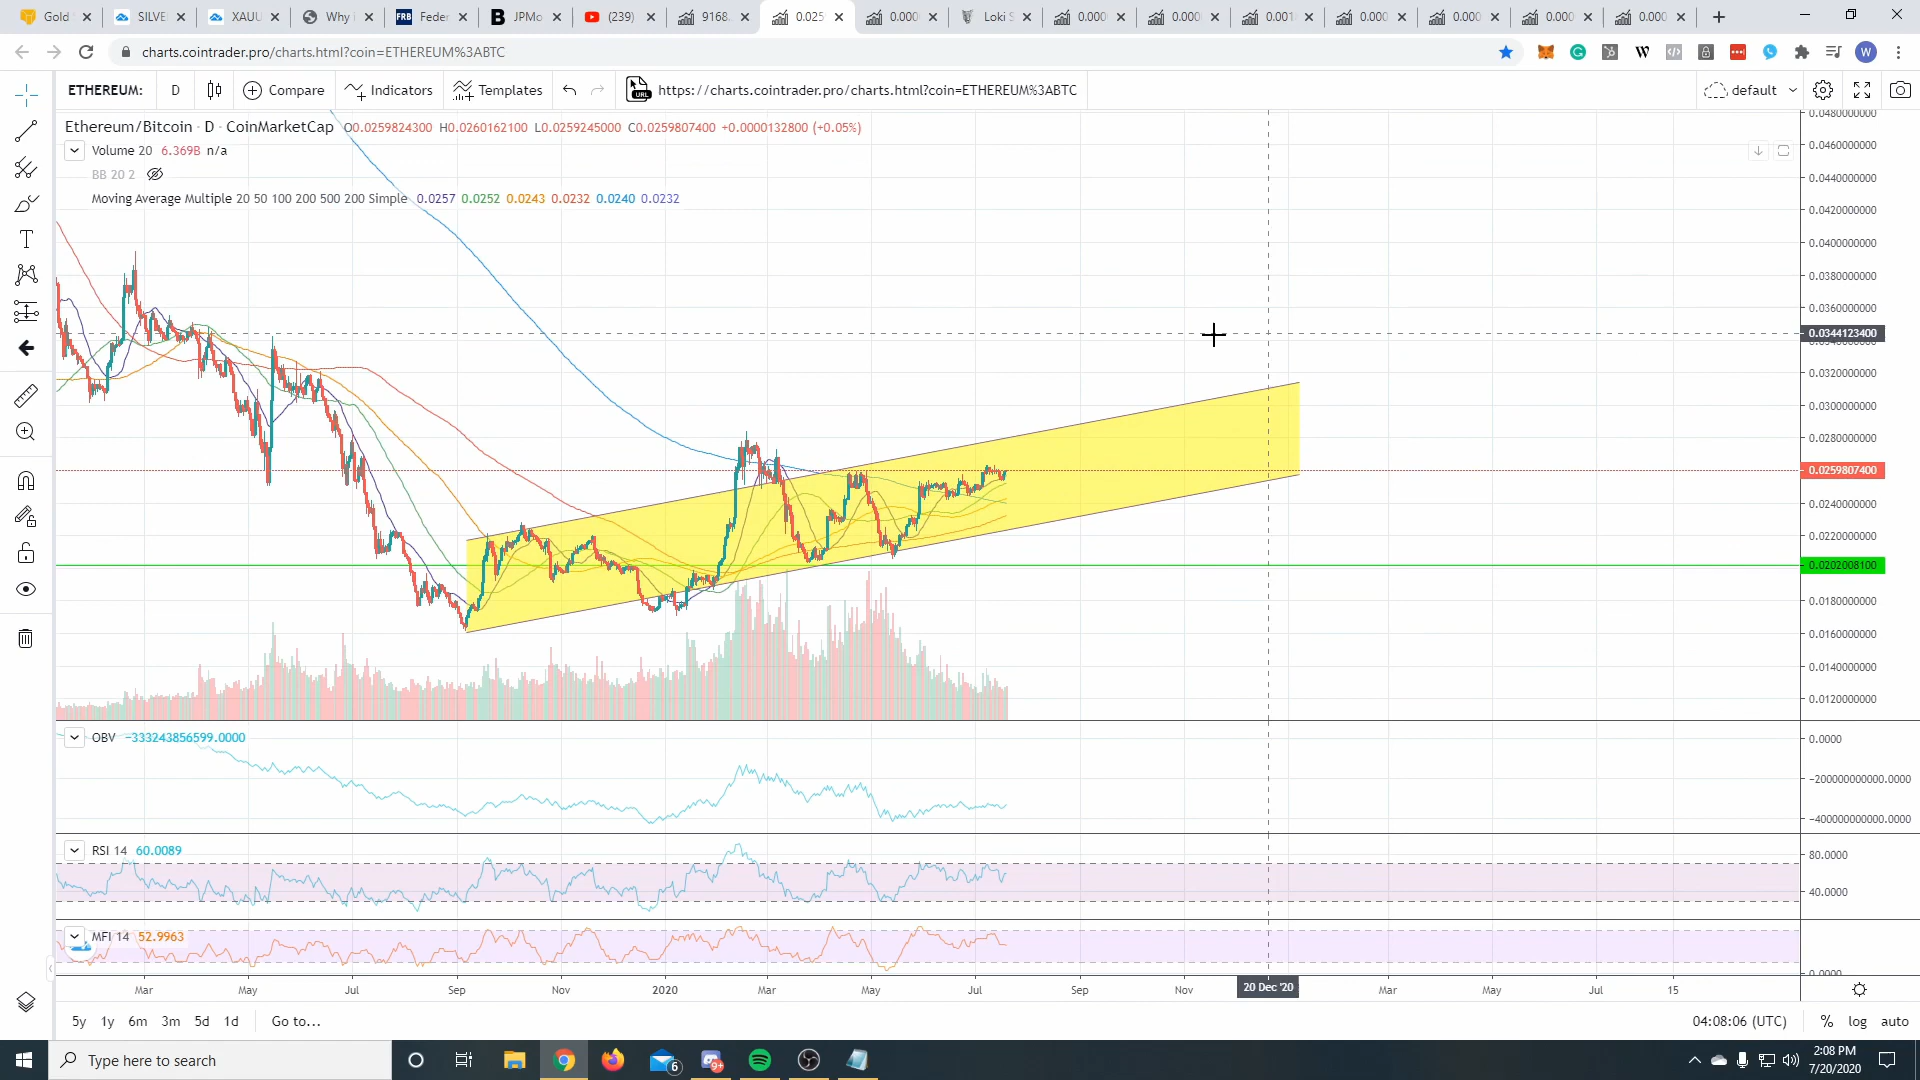 Gold
SILVE
XAUU
Why i
FRB Feder
B JPMo
(239)
9168.
0.025
0.000
Loki S
0.000
0.000
0.001
0.000
0.000
0.000
0.000
charts.cointrader.pro/charts.html?coin=ETHEREUM%3ABTC
ETHEREUM: D Compare Indicators Templates https://charts.cointrader.pro/charts.html?coin=ETHEREUM%3ABTC default
Ethereum/Bitcoin · D · CoinMarketCap O0.0259824300 H0.0260162100 L0.0259245000 C0.0259807400 +0.0000132800 (+0.05%)
Volume 20 6.369B n/a
BB 20 2
Moving Average Multiple 20 50 100 200 500 200 Simple 0.0257 0.0252 0.0243 0.0232 0.0240 0.0232
0.0480000000
0.0460000000
0.0440000000
0.0420000000
0.0400000000
0.0380000000
0.0360000000
0.0344123400
0.0340000000
0.0320000000
0.0300000000
0.0280000000
0.0259807400
0.0240000000
0.0220000000
0.0202008100
0.0180000000
0.0160000000
0.0140000000
0.0120000000
OBV -333243856599.0000
0.0000
-200000000000.0000
-400000000000.0000
RSI 14 60.0089
80.0000
40.0000
MFI 14 52.9963
0.0000
Mar May Jul Sep Nov 2020 Mar May Jul Sep Nov 20 Dec '20 Mar May Jul 15
5y 1y 6m 3m 5d 1d Go to... 04:08:06 (UTC) % log auto
Type here to search
6
9+
2:08 PM
7/20/2020